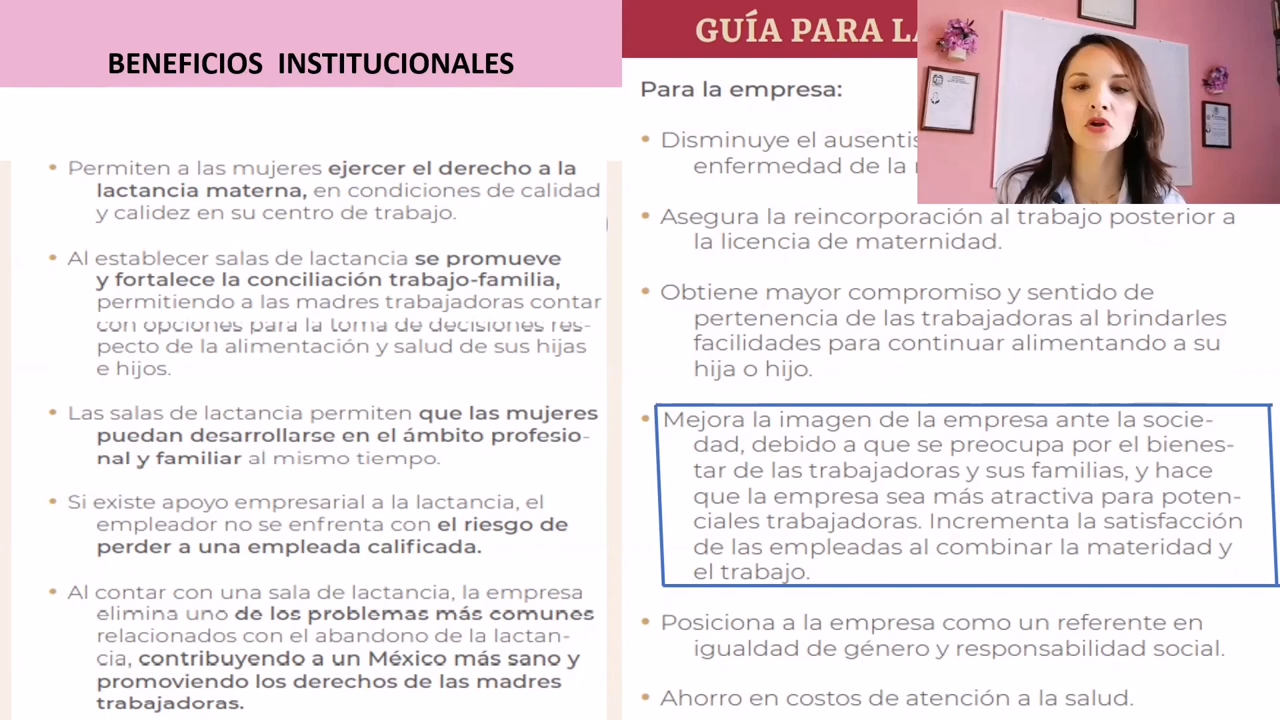 BENEFICIOS INSTITUCIONALES
Permiten a las mujeres ejercer el derecho a la
lactancia materna, en condiciones de calidad
y calidez en su centro de trabajo.
Al establecer salas de lactancia se promueve
y fortalece la conciliación trabajo-familia,
permitiendo a las madres trabajadoras contar
con opciones para la toma de decisiones res-
pecto de la alimentación y salud de sus hijas
e hijos.
Las salas de lactancia permiten que las mujeres
puedan desarrollarse en el ámbito profesio-
nal y familiar al mismo tiempo.
Si existe apoyo empresarial a la lactancia, el
empleador no se enfrenta con el riesgo de
perder a una empleada calificada.
Al contar con una sala de lactancia, la empresa
elimina uno de los problemas más comunes
relacionados con el abandono de la lactan-
cia, contribuyendo a un México más sano y
promoviendo los derechos de las madres
trabajadoras.
GUÍA PARA LA
Para la empresa:
Disminuye el ausentis
enfermedad de la
Asegura la reincorporación al trabajo posterior a
la licencia de maternidad.
Obtiene mayor compromiso y sentido de
pertenencia de las trabajadoras al brindarles
facilidades para continuar alimentando a su
hija o hijo.
Mejora la imagen de la empresa ante la socie-
dad, debido a que se preocupa por el bienes-
tar de las trabajadoras y sus familias, y hace
que la empresa sea más atractiva para poten-
ciales trabajadoras. Incrementa la satisfacción
de las empleadas al combinar la materidad y
el trabajo.
Posiciona a la empresa como un referente en
igualdad de género y responsabilidad social.
Ahorro en costos de atención a la salud.